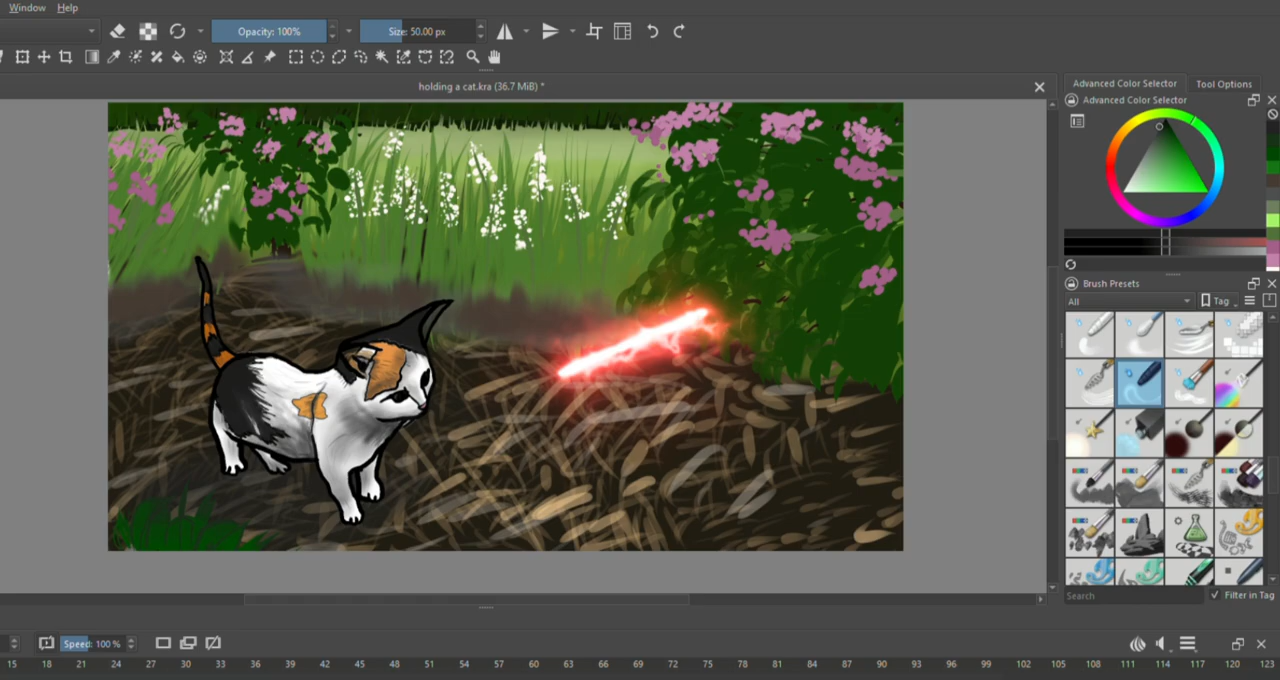 Window Help
Opacity: 100%
Size: 50.00 px
holding a cat.kra (36.7 MiB) *
Advanced Color Selector
Tool Options
Advanced Color Selector
Brush Presets
All
Tag
Search
Filter in Tag
Speed: 100 %
15 18 21 24 27 30 33 36 39 42 45 48 51 54 57 60 63 66 69 72 75 78 81 84 87 90 93 96 99 102 105 108 111 114 117 120 123